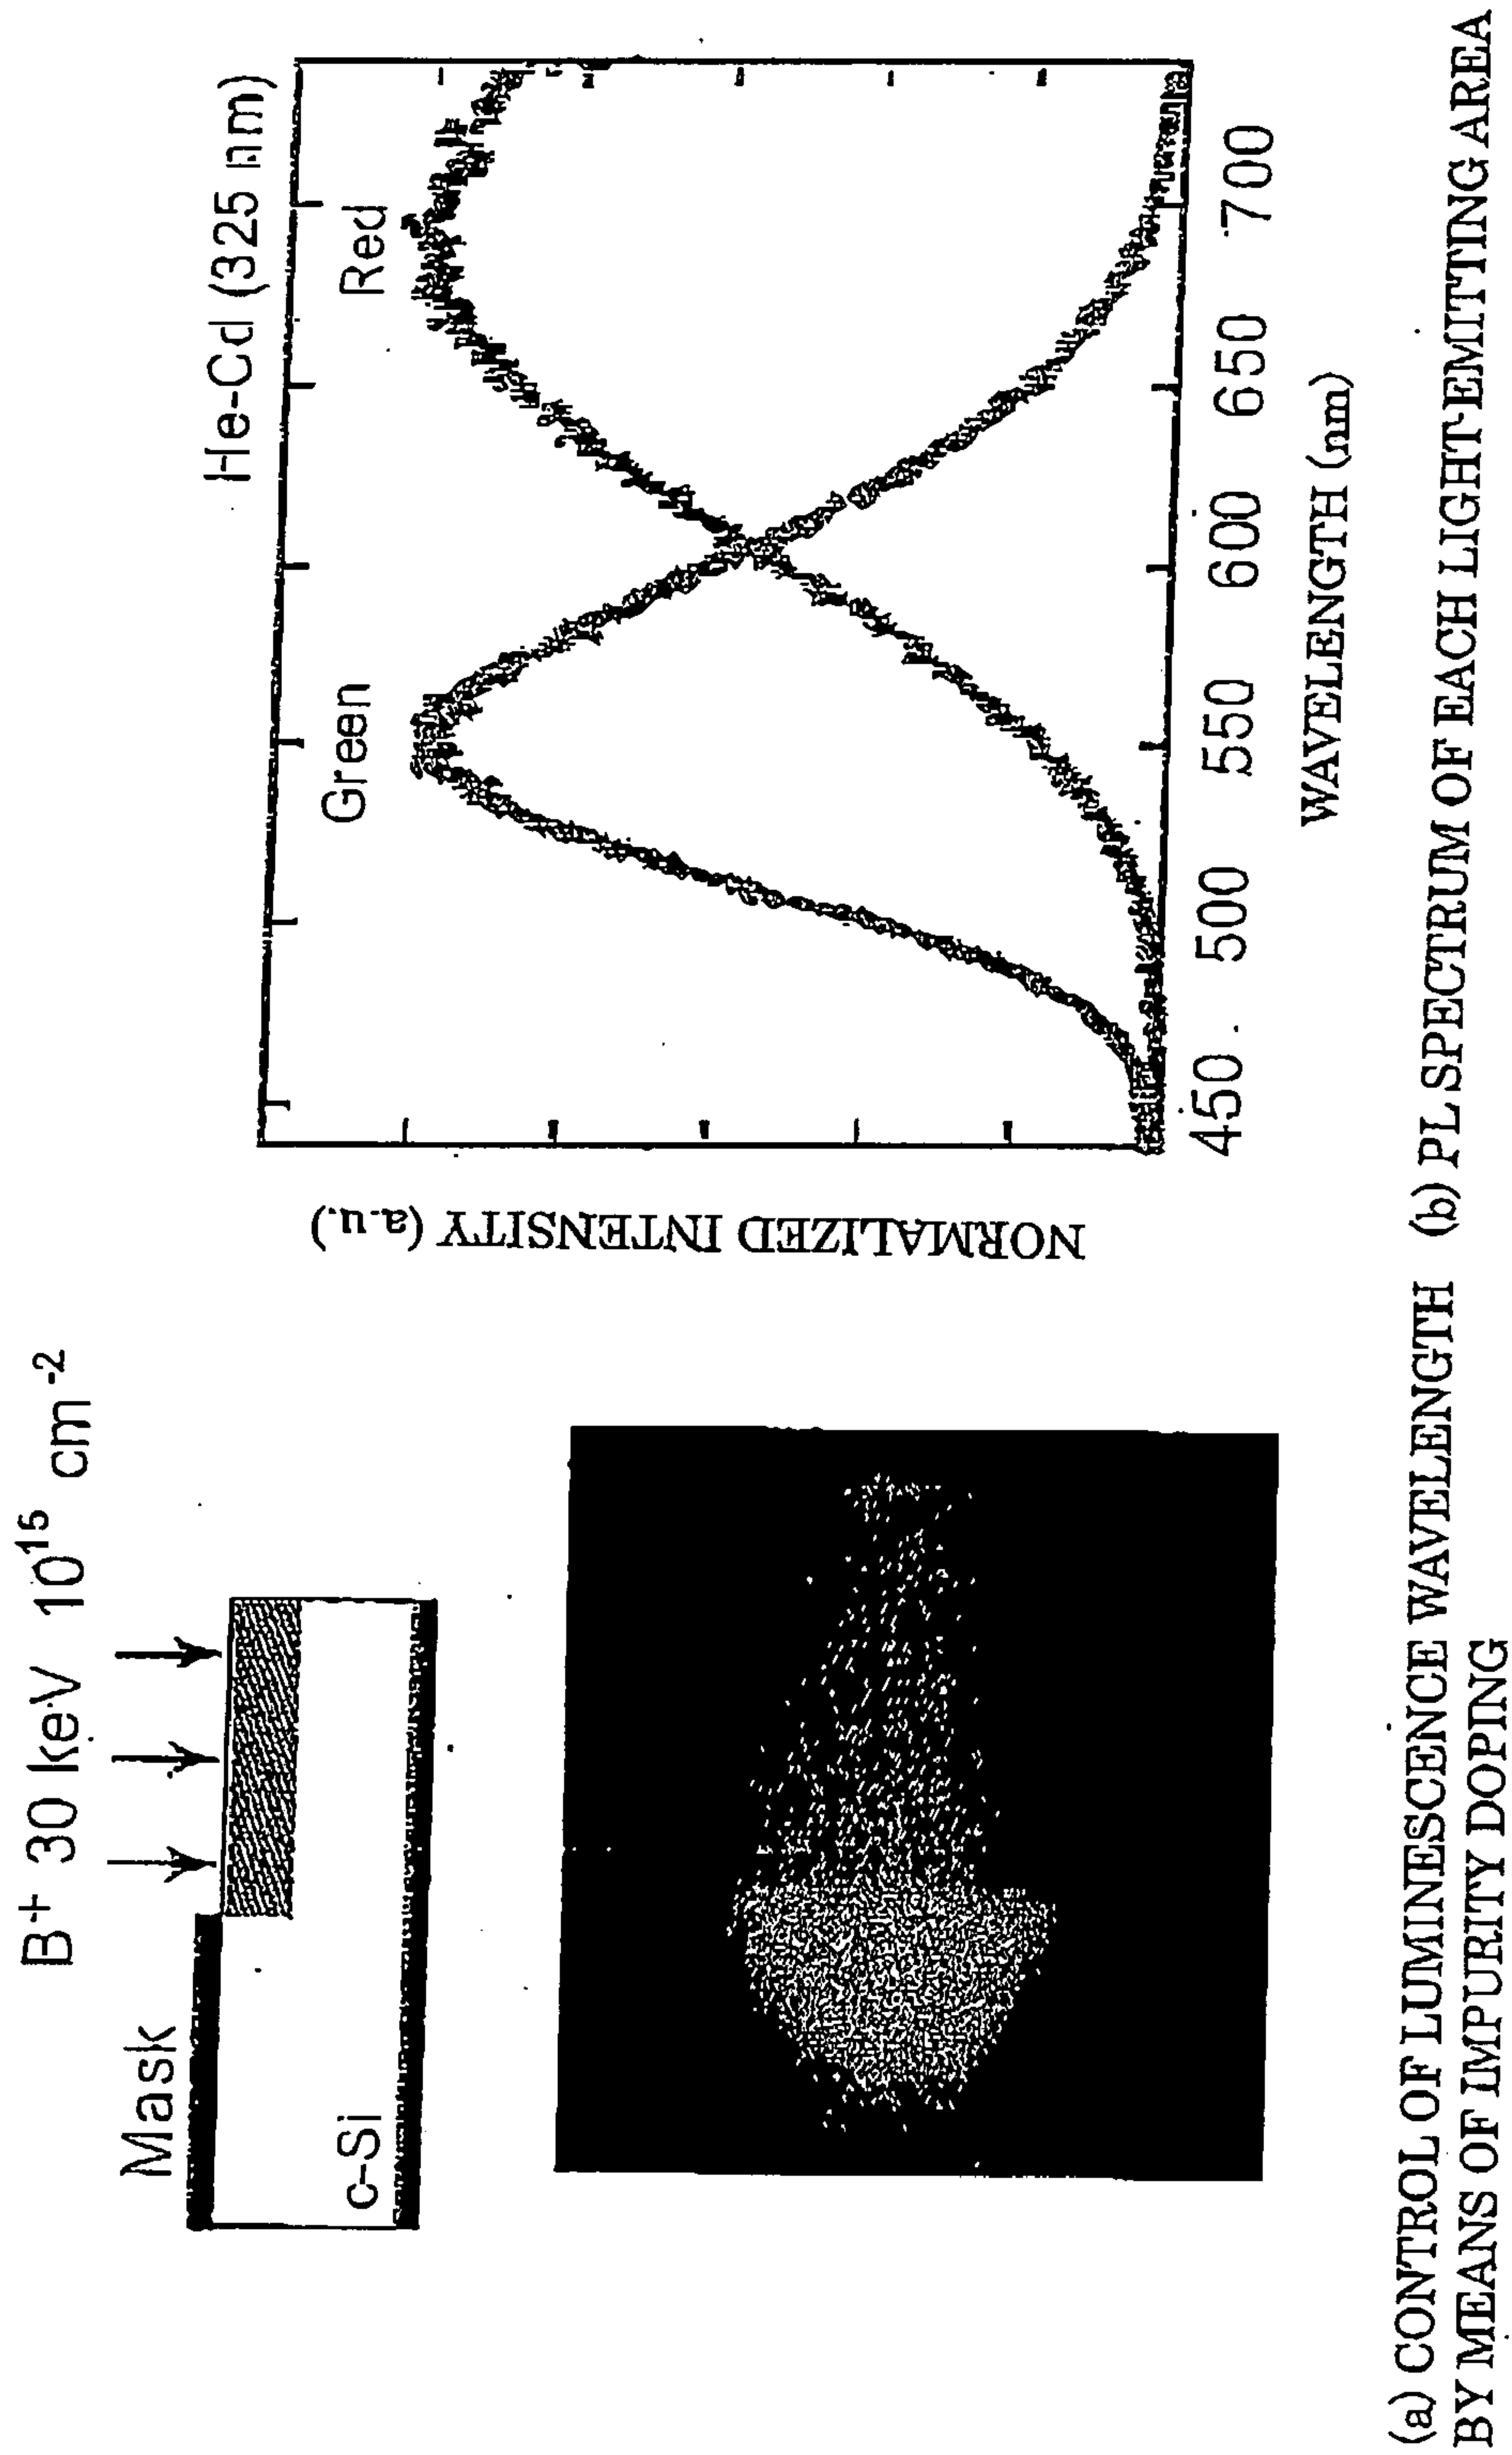 B+ 30 keV 10^15 cm^-2
Mask
c-Si
He-Cd (325 nm)
Green
Red
NORMALIZED INTENSITY (a.u.)
450
500
550
600
650
700
WAVELENGTH (nm)
(a) CONTROL OF LUMINESCENCE WAVELENGTH
BY MEANS OF IMPURITY DOPING
(b) PL SPECTRUM OF EACH LIGHT-EMITTING AREA